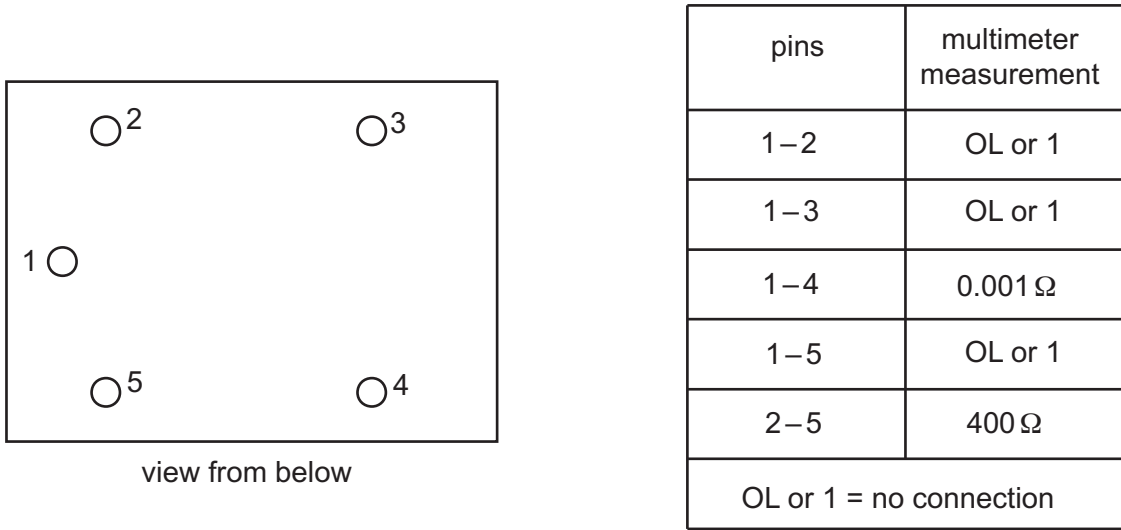 2
3
1
5
4
view from below
pins
multimeter
measurement
1–2
OL or 1
1–3
OL or 1
1–4
0.001 Ω
1–5
OL or 1
2–5
400 Ω
OL or 1 = no connection